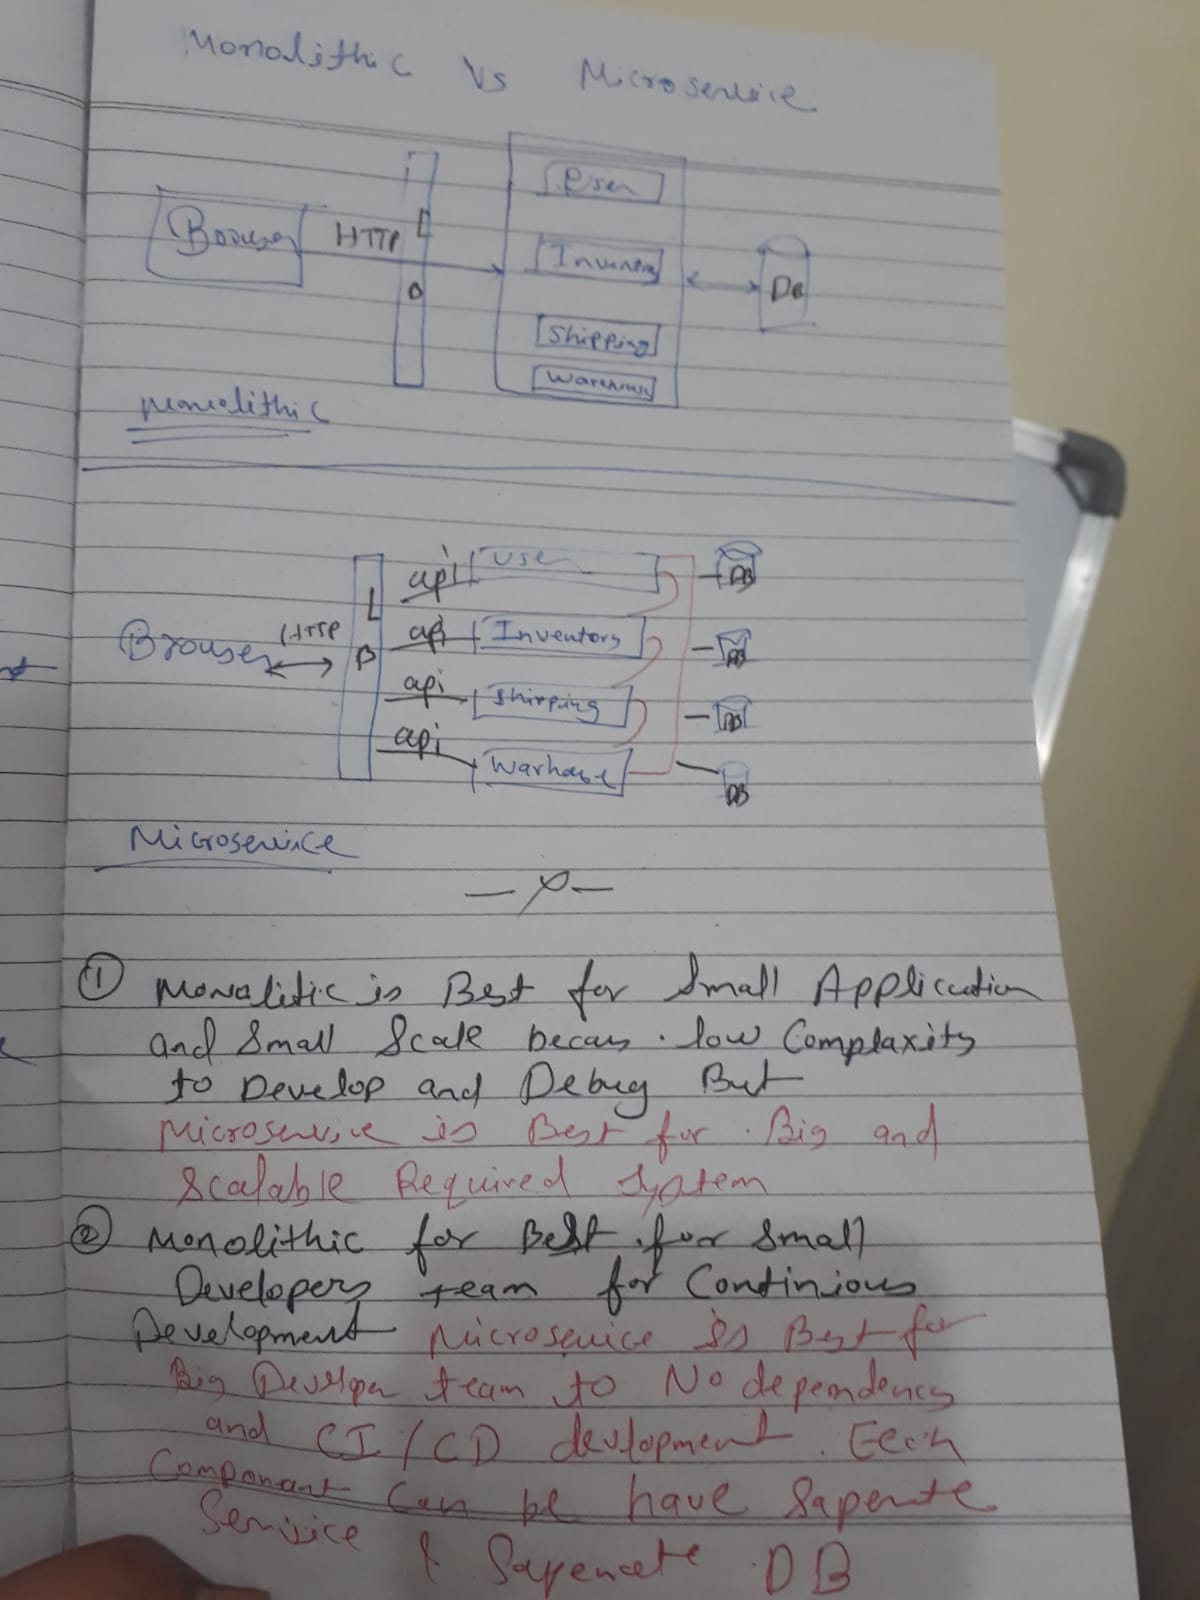 Monolithic Vs Microservice
User
Browser HTTP L
Inventory
B
DB
Shipping
Warehouse
Monolithic
api User DB
L
Browser HTTP api Inventory DB
B
api Shipping DB
api Warhase DB
Microservice
① Monalitic is Best for Small Application
and Small Scale becaus. low Complaxity
to Develop and Debug But
Microservice is Best for Big and
Scalable Required System
② Monolithic for Best for Small
Developers team for Continious
Development Microservice is Best for
Big Develper team to No dependency
and CI/CD devlopment. Eech
Componant Can be have Saperate
Service & Saperate DB